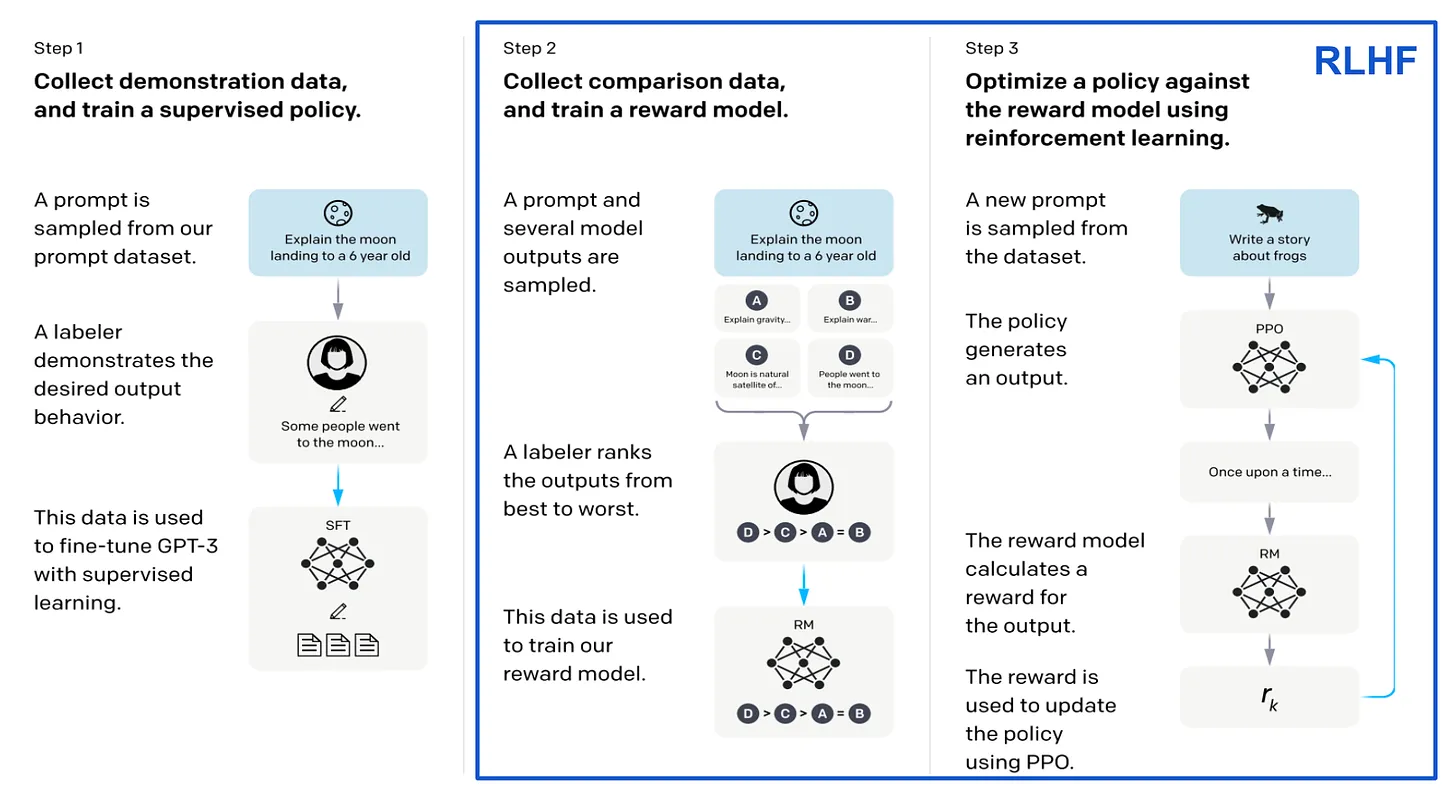 Step 1
Collect demonstration data,
and train a supervised policy.
A prompt is
sampled from our
prompt dataset.
Explain the moon
landing to a 6 year old
A labeler
demonstrates the
desired output
behavior.
Some people went
to the moon...
This data is used
to fine-tune GPT-3
with supervised
learning.
SFT
Step 2
Collect comparison data,
and train a reward model.
A prompt and
several model
outputs are
sampled.
Explain the moon
landing to a 6 year old
A
Explain gravity...
B
Explain war...
C
Moon is natural
satellite of...
D
People went to
the moon...
A labeler ranks
the outputs from
best to worst.
D > C > A = B
This data is used
to train our
reward model.
RM
D > C > A = B
Step 3
RLHF
Optimize a policy against
the reward model using
reinforcement learning.
A new prompt
is sampled from
the dataset.
Write a story
about frogs
The policy
generates
an output.
PPO
Once upon a time...
The reward model
calculates a
reward for
the output.
RM
The reward is
used to update
the policy
using PPO.
rk